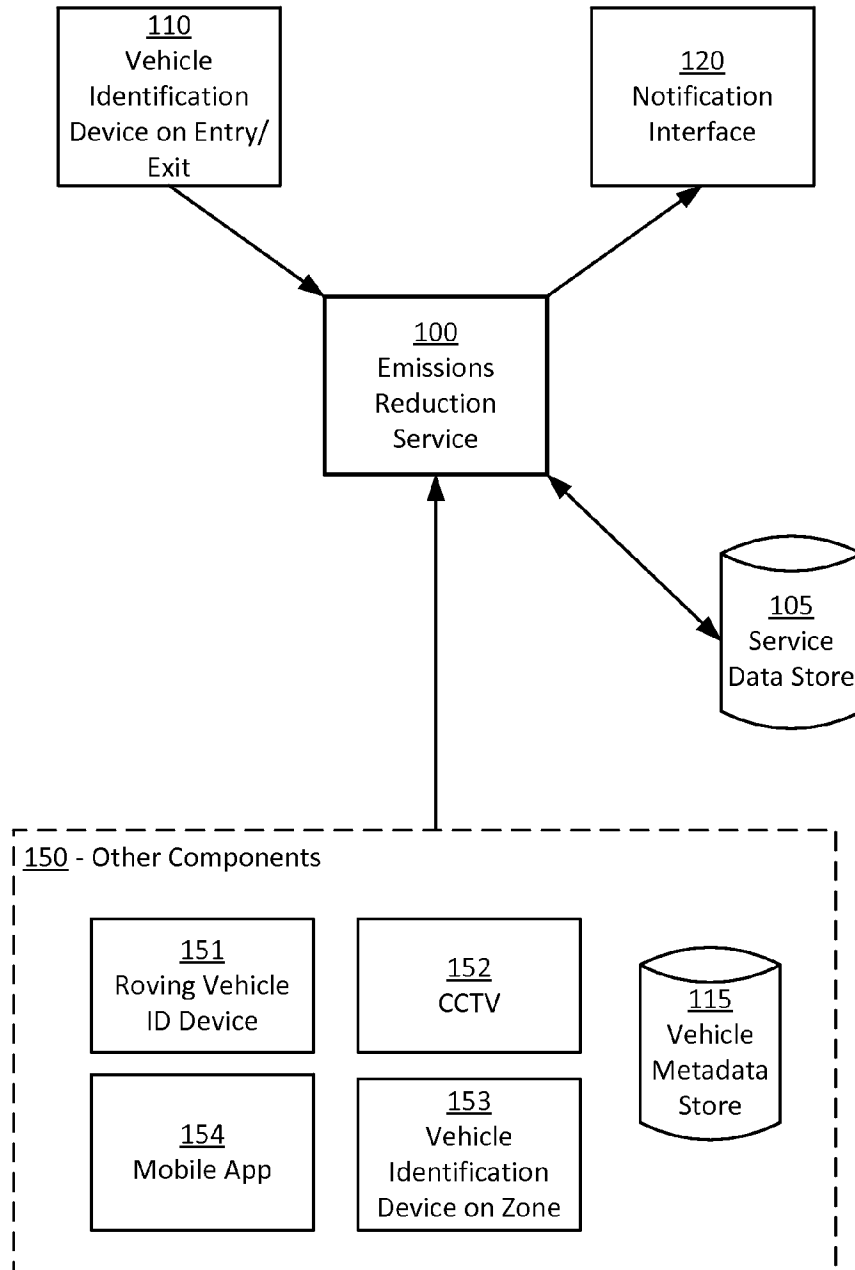 110
Vehicle
Identification
Device on Entry/
Exit
120
Notification
Interface
100
Emissions
Reduction
Service
105
Service
Data Store
150 - Other Components
151
Roving Vehicle
ID Device
152
CCTV
115
Vehicle
Metadata
Store
154
Mobile App
153
Vehicle
Identification
Device on Zone